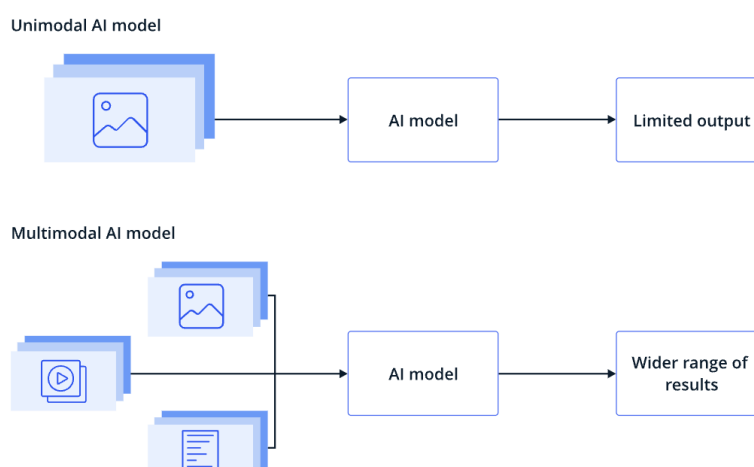 Unimodal AI model
AI model
Limited output
Multimodal AI model
AI model
Wider range of
results